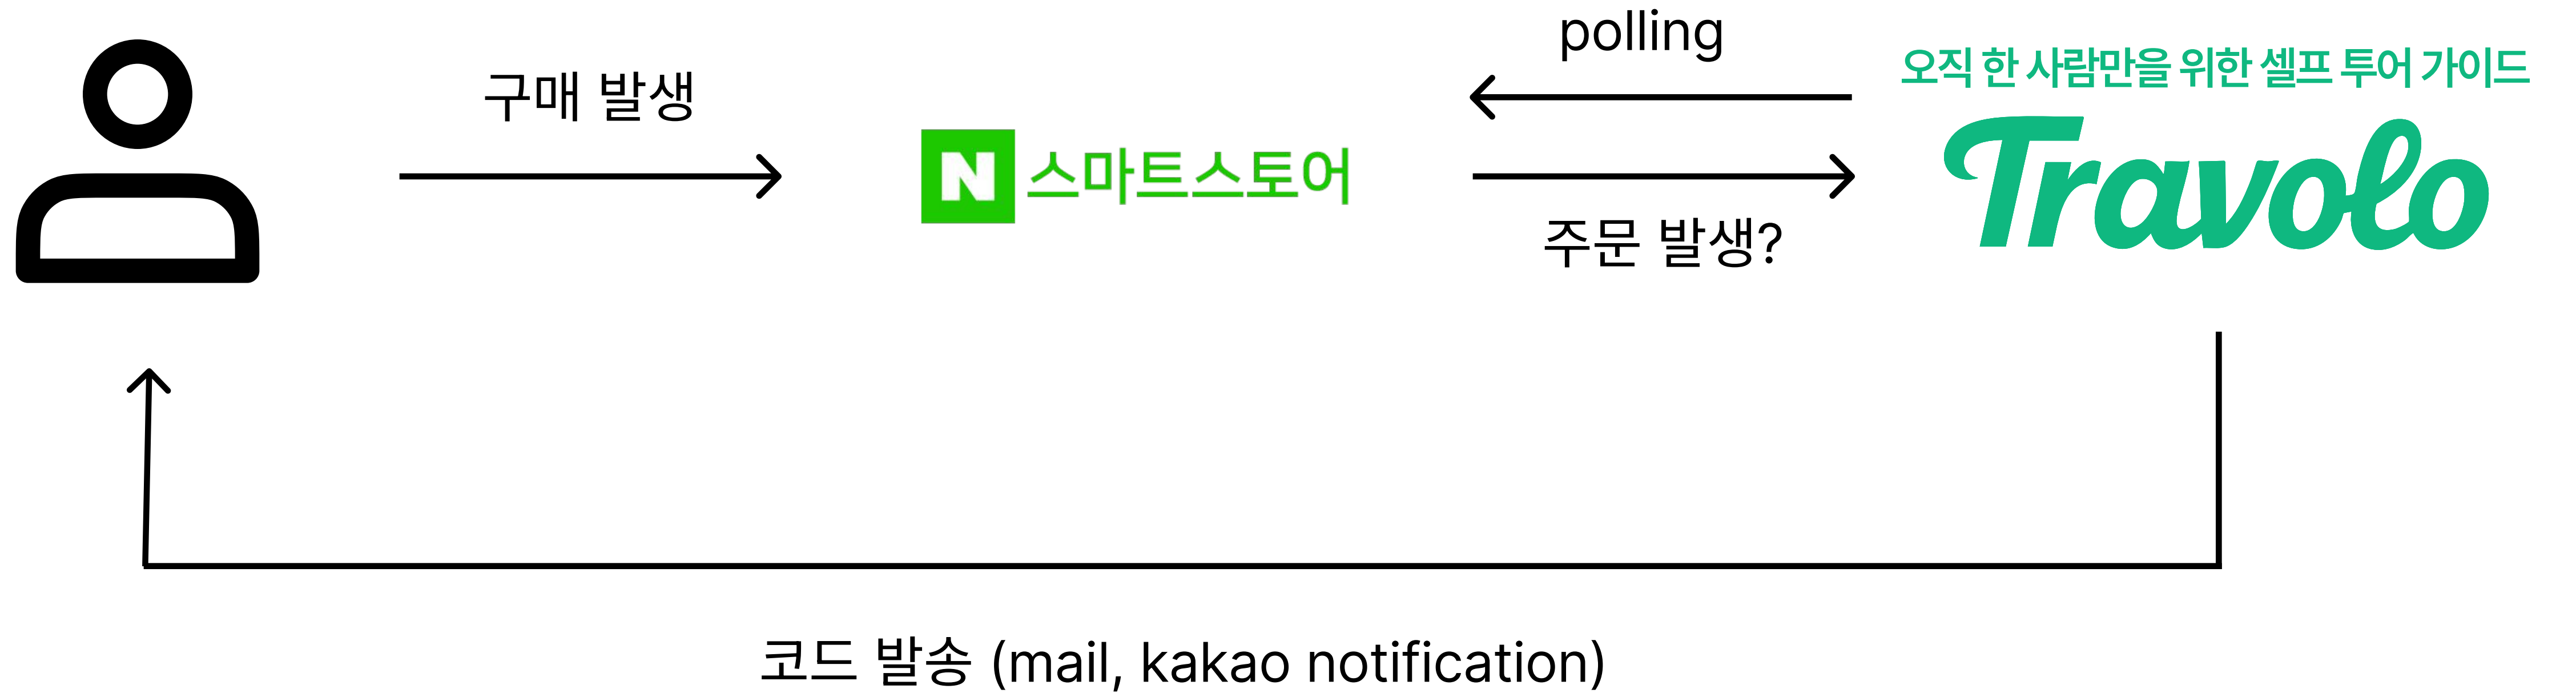 polling
오직 한 사람만을 위한 셀프 투어 가이드
구매 발생
N 스마트스토어
Travolo
주문 발생?
코드 발송 (mail, kakao notification)